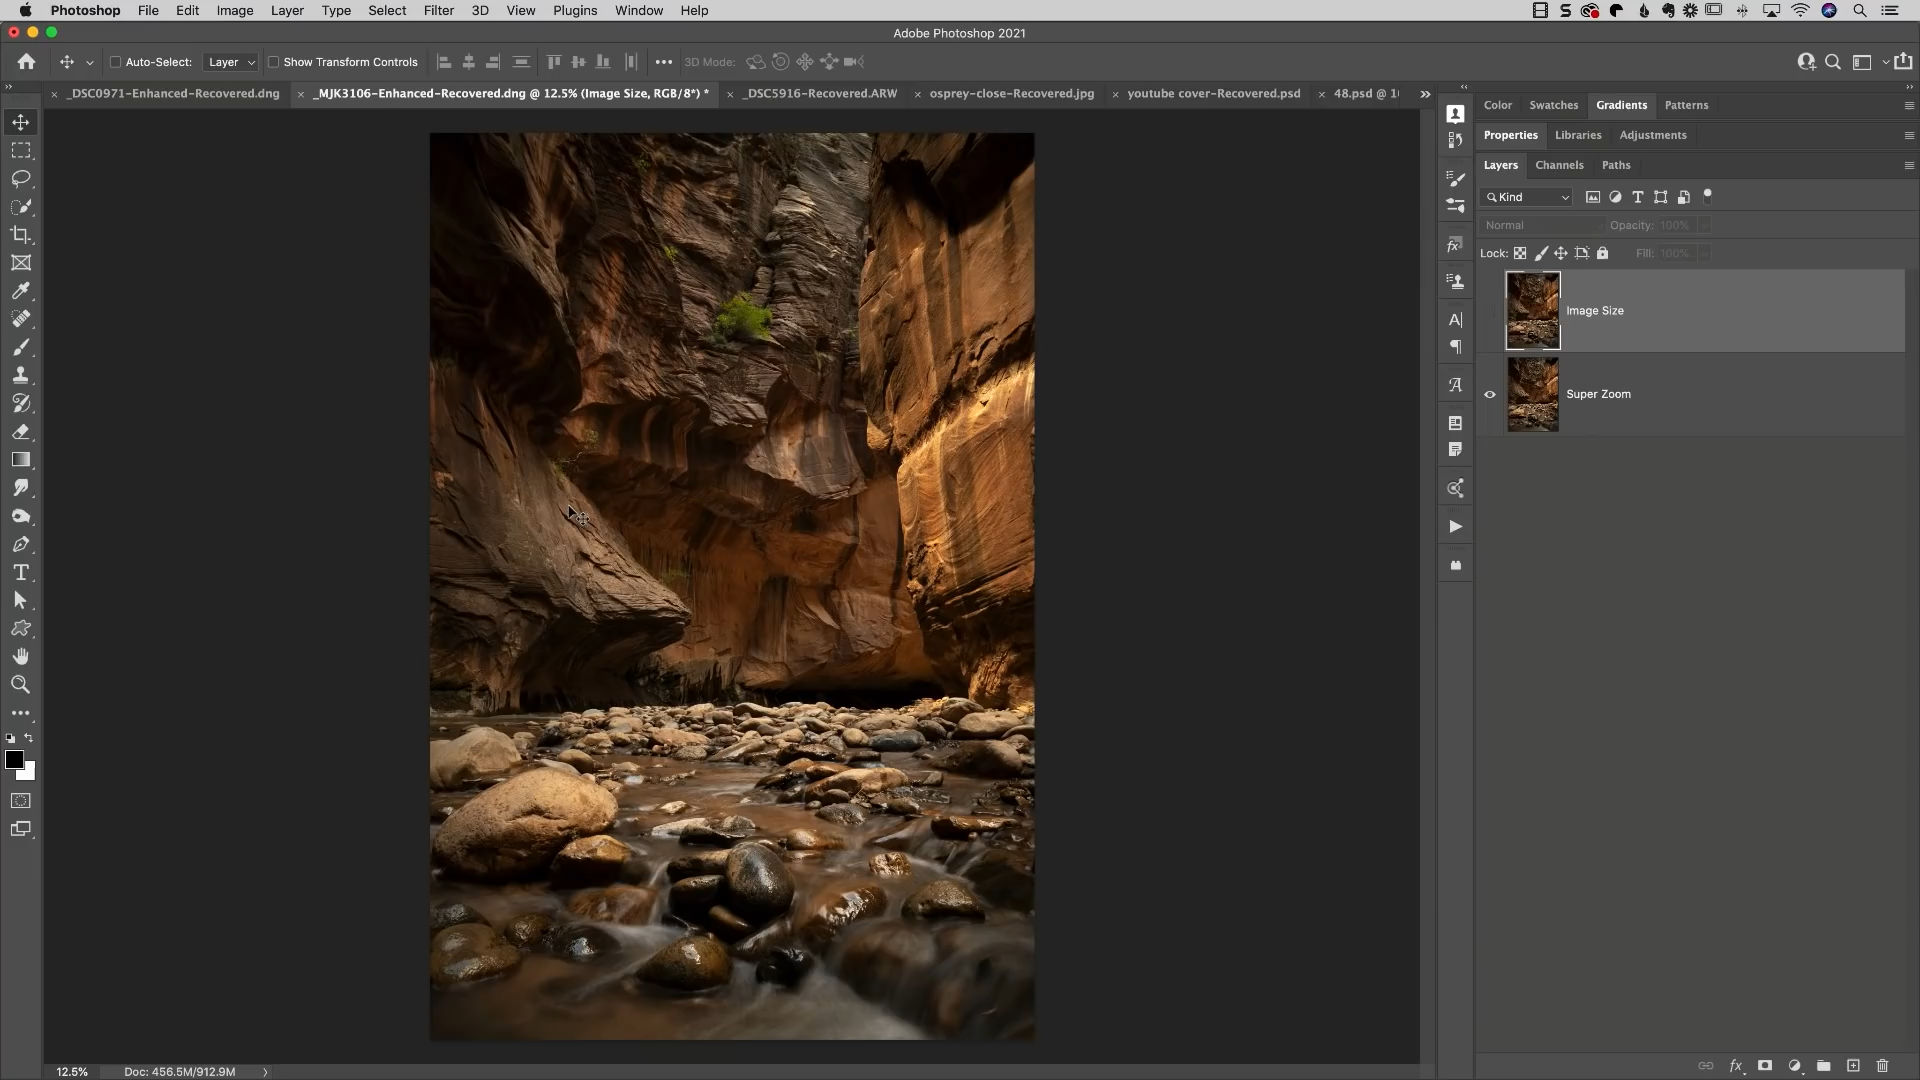 Photoshop File Edit Image Layer Type Select Filter 3D View Plugins Window Help
Adobe Photoshop 2021
Auto-Select: Layer Show Transform Controls 3D Mode:
_DSC0971-Enhanced-Recovered.dng _MJK3106-Enhanced-Recovered.dng @ 12.5% (Image Size, RGB/8*) * _DSC5916-Recovered.ARW osprey-close-Recovered.jpg youtube cover-Recovered.psd 48.psd @ 1
Color Swatches Gradients Patterns
Properties Libraries Adjustments
Layers Channels Paths
Kind
Normal Opacity: 100%
Lock: Fill: 100%
Image Size
Super Zoom
12.5% Doc: 456.5M/912.9M